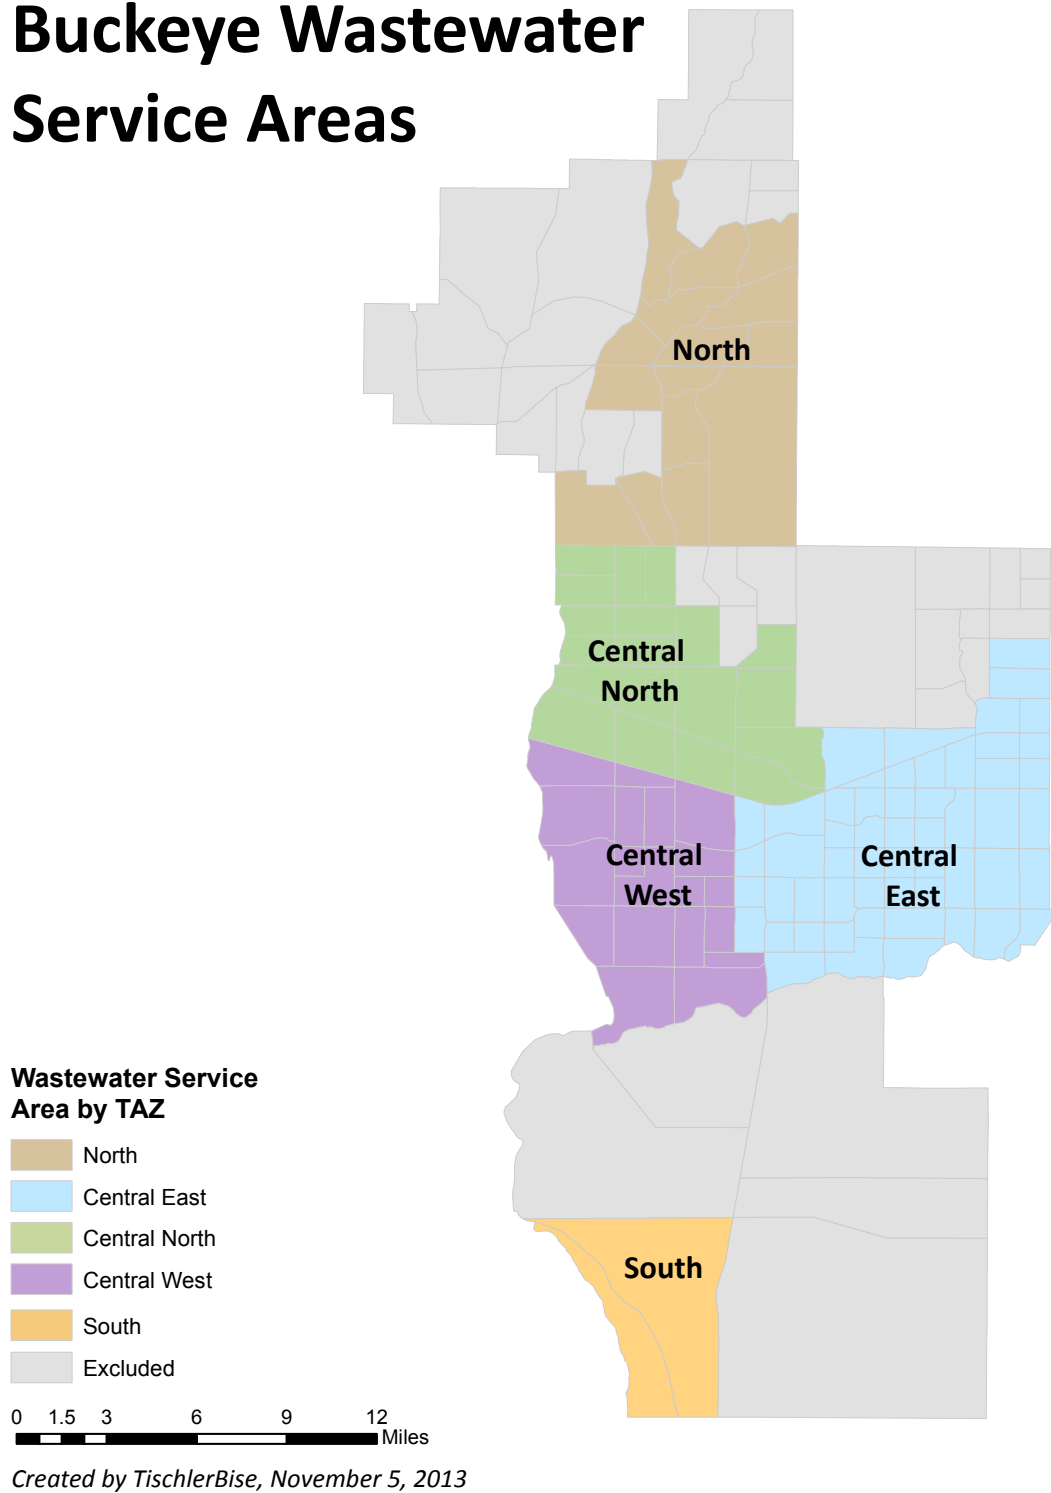 Buckeye Wastewater
Service Areas
North
Central
North
Central
West
Central
East
South
Wastewater Service
Area by TAZ
North
Central East
Central North
Central West
South
Excluded
0 1.5 3 6 9 12
Miles
Created by TischlerBise, November 5, 2013